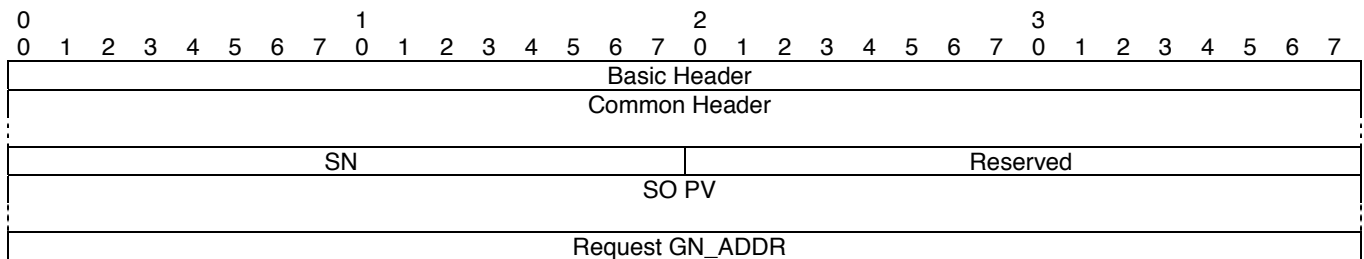 0 1 2 3
0 1 2 3 4 5 6 7 0 1 2 3 4 5 6 7 0 1 2 3 4 5 6 7 0 1 2 3 4 5 6 7
Basic Header
Common Header
SN Reserved
SO PV
Request GN_ADDR